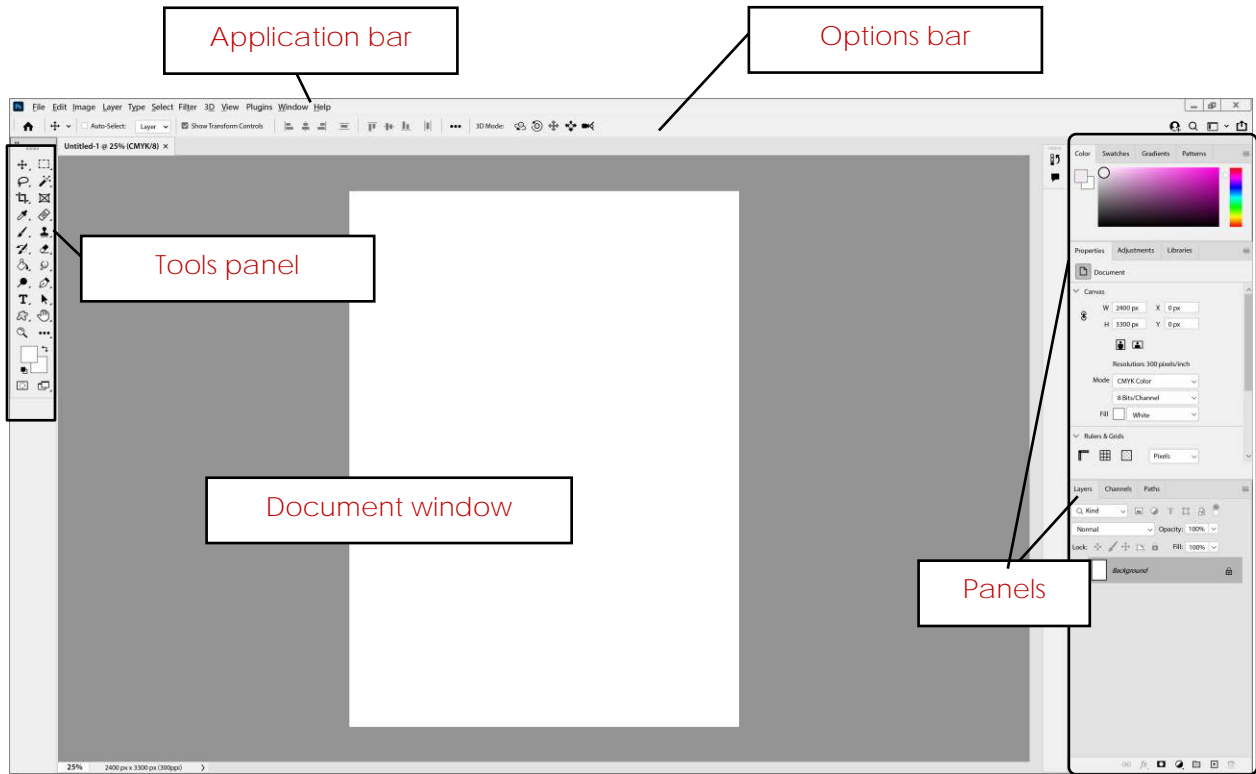 Application bar
Options bar
Ps File Edit Image Layer Type Select Filter 3D View Plugins Window Help
Auto-Select: Layer Show Transform Controls 3D Mode:
Untitled-1 @ 25% (CMYK/8) ×
Tools panel
T
Document window
Color Swatches Gradients Patterns
Properties Adjustments Libraries
Document
Canvas
W 2400 px X 0 px
H 3300 px Y 0 px
Resolution: 300 pixels/inch
Mode CMYK Color
8 Bits/Channel
Fill White
Rulers & Grids
Pixels
Layers Channels Paths
Kind T
Normal Opacity: 100%
Lock: Fill: 100%
Background
Panels
fx
25% 2400 px x 3300 px (300ppi)